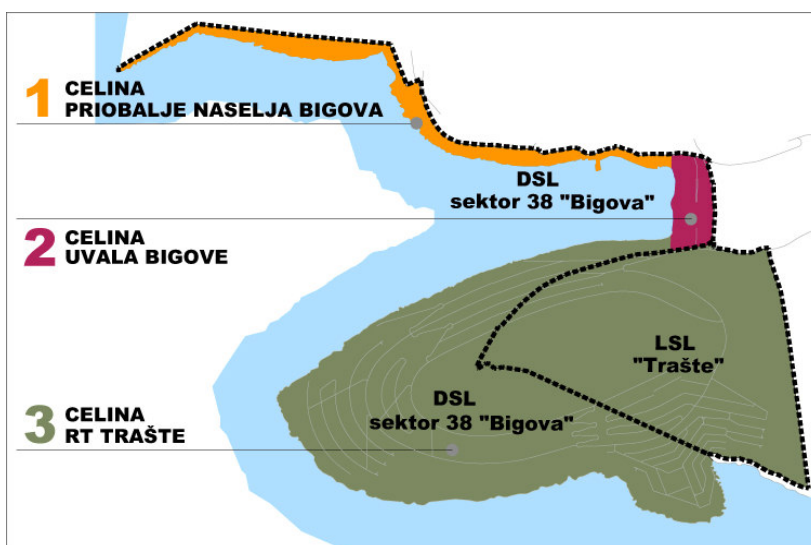 1 CELINA
PRIOBALJE NASELJA BIGOVA
DSL
sektor 38 "Bigova"
2 CELINA
UVALA BIGOVE
LSL
"Trašte"
DSL
sektor 38 "Bigova"
3 CELINA
RT TRAŠTE